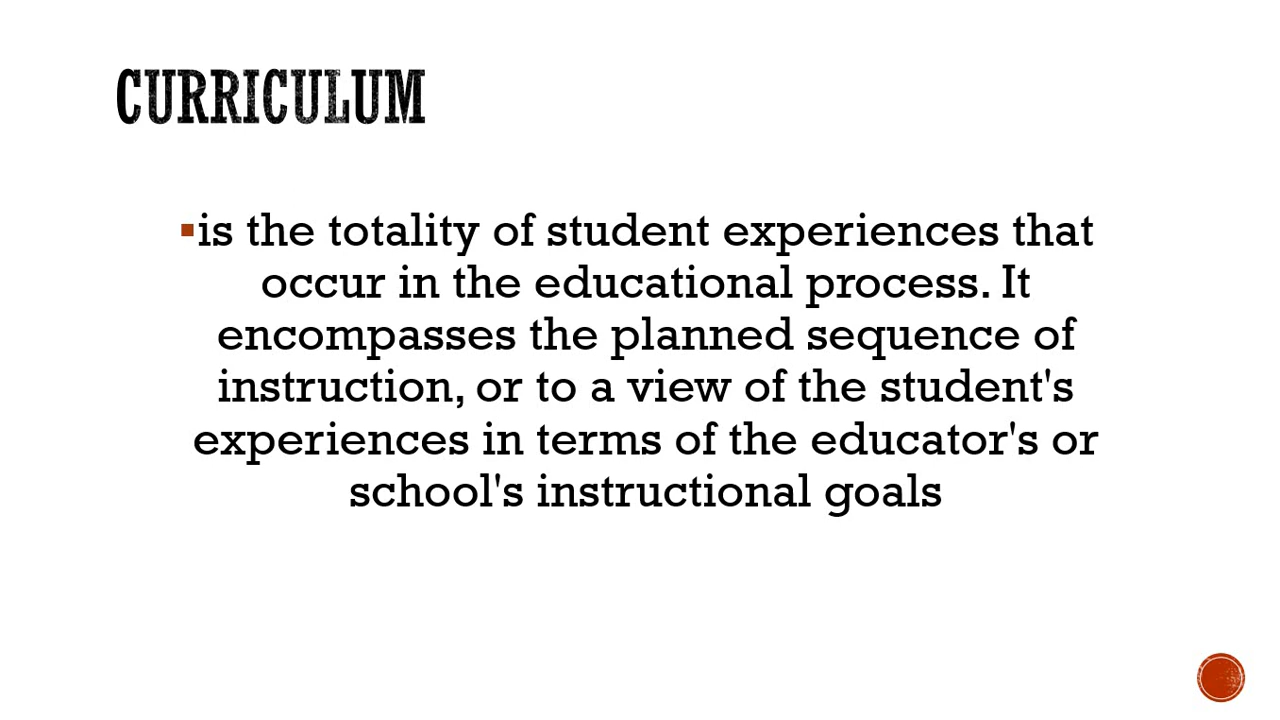 CURRICULUM
▪is the totality of student experiences that
occur in the educational process. It
encompasses the planned sequence of
instruction, or to a view of the student's
experiences in terms of the educator's or
school's instructional goals